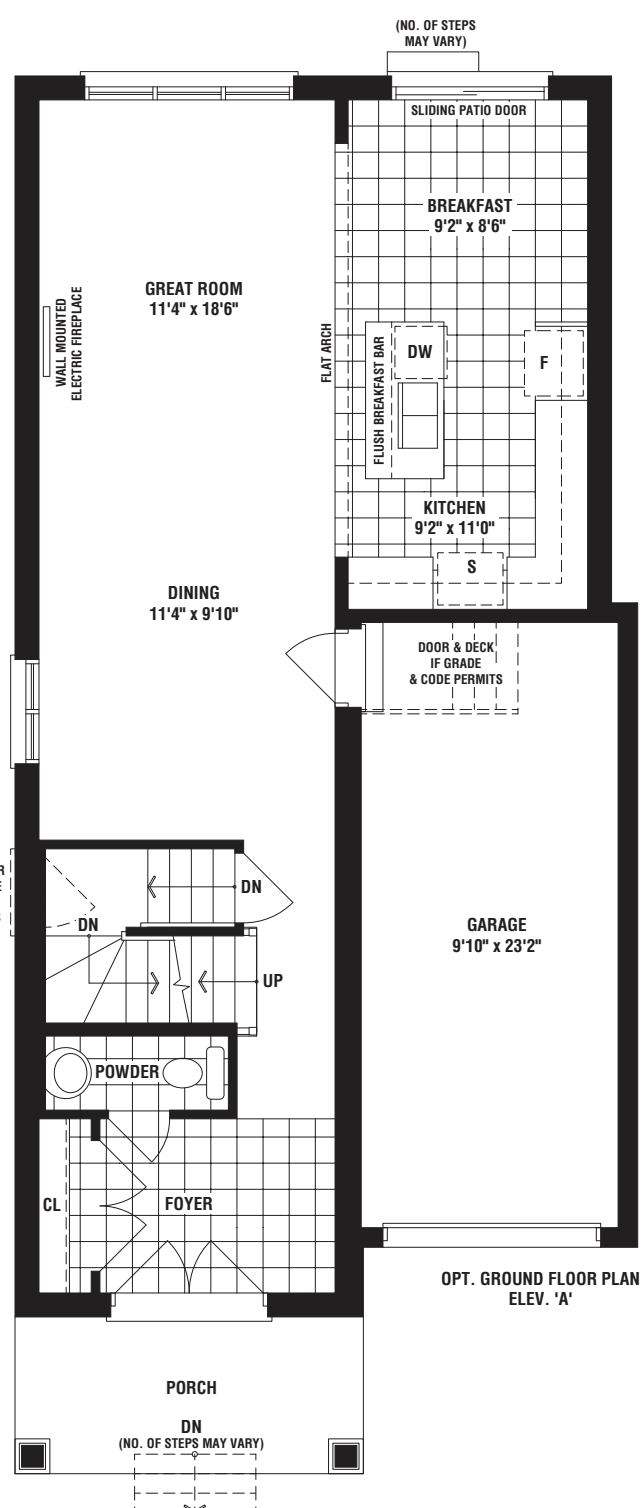 (NO. OF STEPS
MAY VARY)
SLIDING PATIO DOOR
BREAKFAST
9'2" x 8'6"
GREAT ROOM
11'4" x 18'6"
WALL MOUNTED
ELECTRIC FIREPLACE
FLAT ARCH
FLUSH BREAKFAST BAR
DW
F
KITCHEN
9'2" x 11'0"
S
DINING
11'4" x 9'10"
DOOR & DECK
IF GRADE
& CODE PERMITS
DN
DN
UP
GARAGE
9'10" x 23'2"
POWDER
CL
FOYER
OPT. GROUND FLOOR PLAN
ELEV. 'A'
PORCH
DN
(NO. OF STEPS MAY VARY)